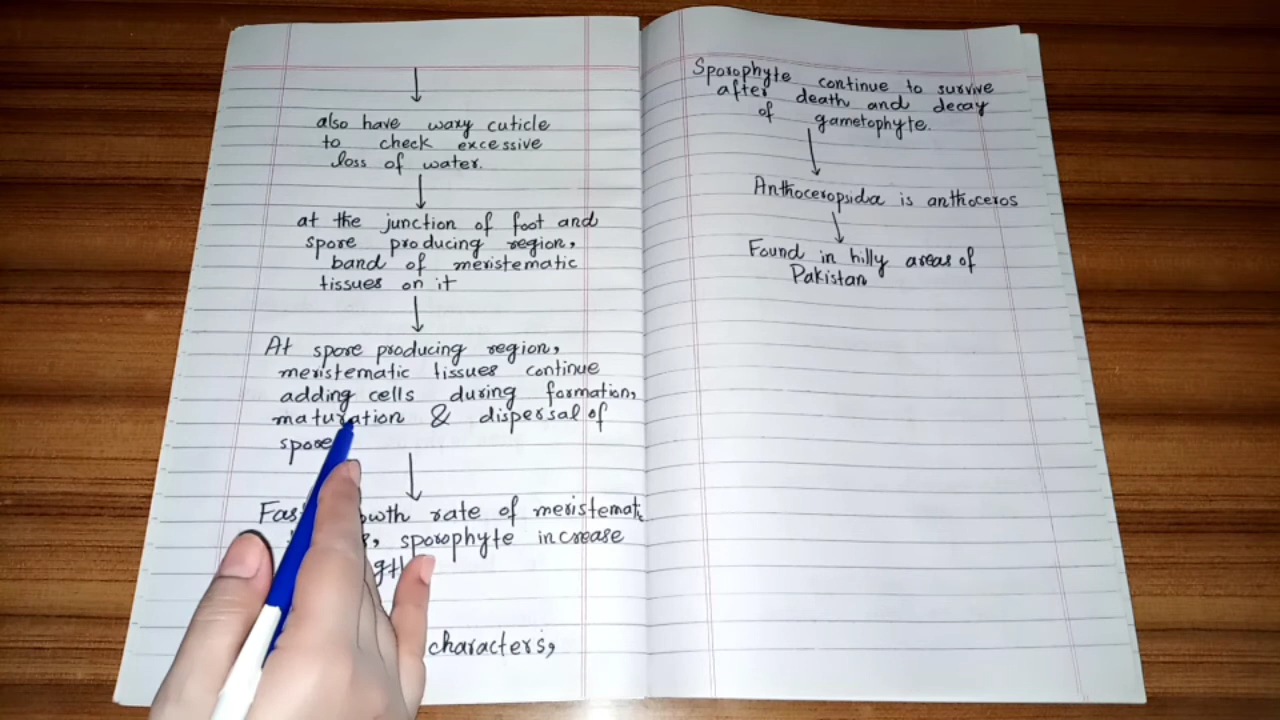 also have waxy cuticle
to check excessive
loss of water.
at the junction of foot and
spore producing region,
band of meristematic
tissues on it
At spore producing region,
meristematic tissues continue
adding cells during formation,
maturation & dispersal of
spore
growth rate of meristemati
sporophyte increase
characters,
Sporophyte continue to survive
after death and decay
of gametophyte.
Anthoceropsida is anthoceros
Found in hilly areas of
Pakistan